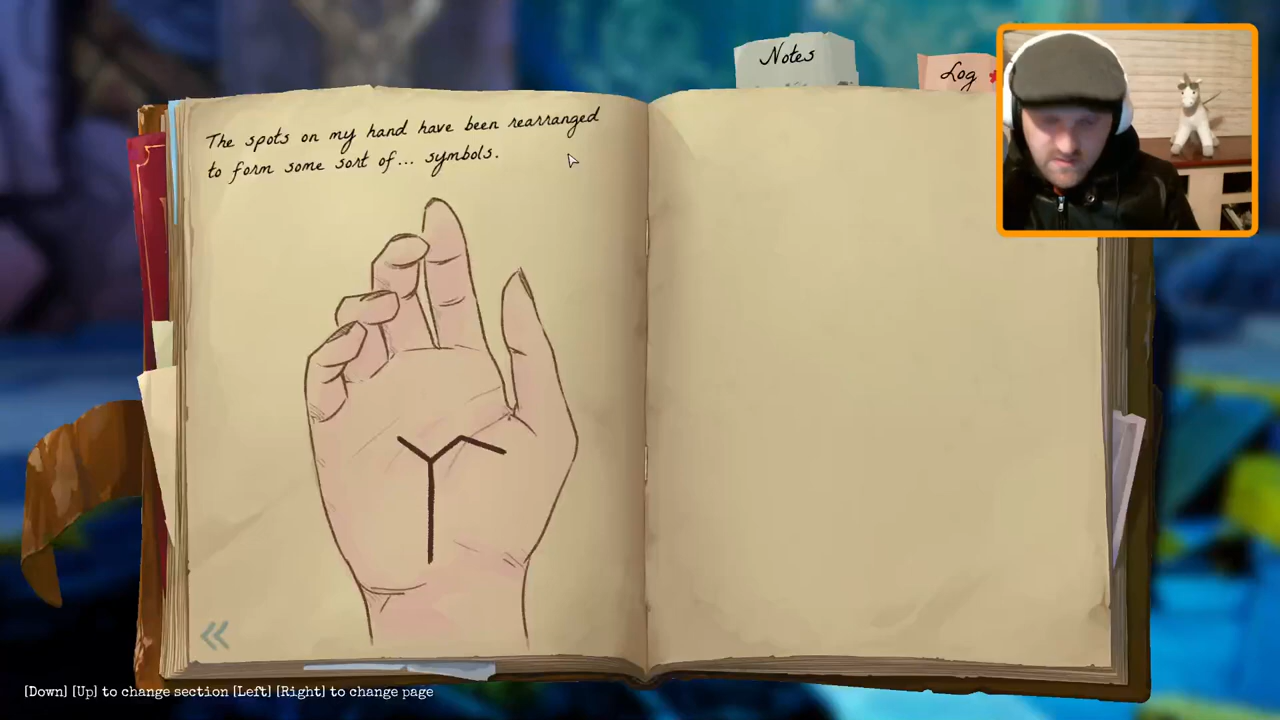 Notes
Log
The spots on my hand have been rearranged
to form some sort of... symbols.
[Down] [Up] to change section [Left] [Right] to change page